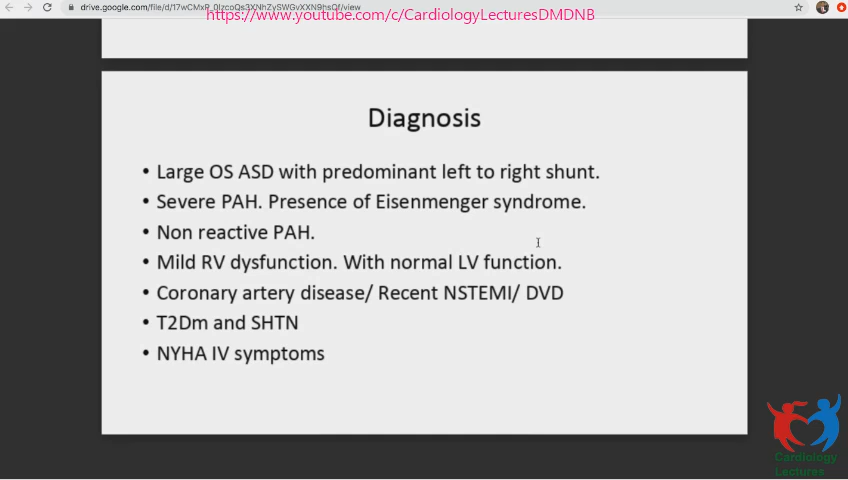 https://www.youtube.com/c/CardiologyLecturesDMDNB
Diagnosis
• Large OS ASD with predominant left to right shunt.
• Severe PAH. Presence of Eisenmenger syndrome.
• Non reactive PAH.
• Mild RV dysfunction. With normal LV function.
• Coronary artery disease/ Recent NSTEMI/ DVD
• T2Dm and SHTN
• NYHA IV symptoms
Cardiology
Lectures